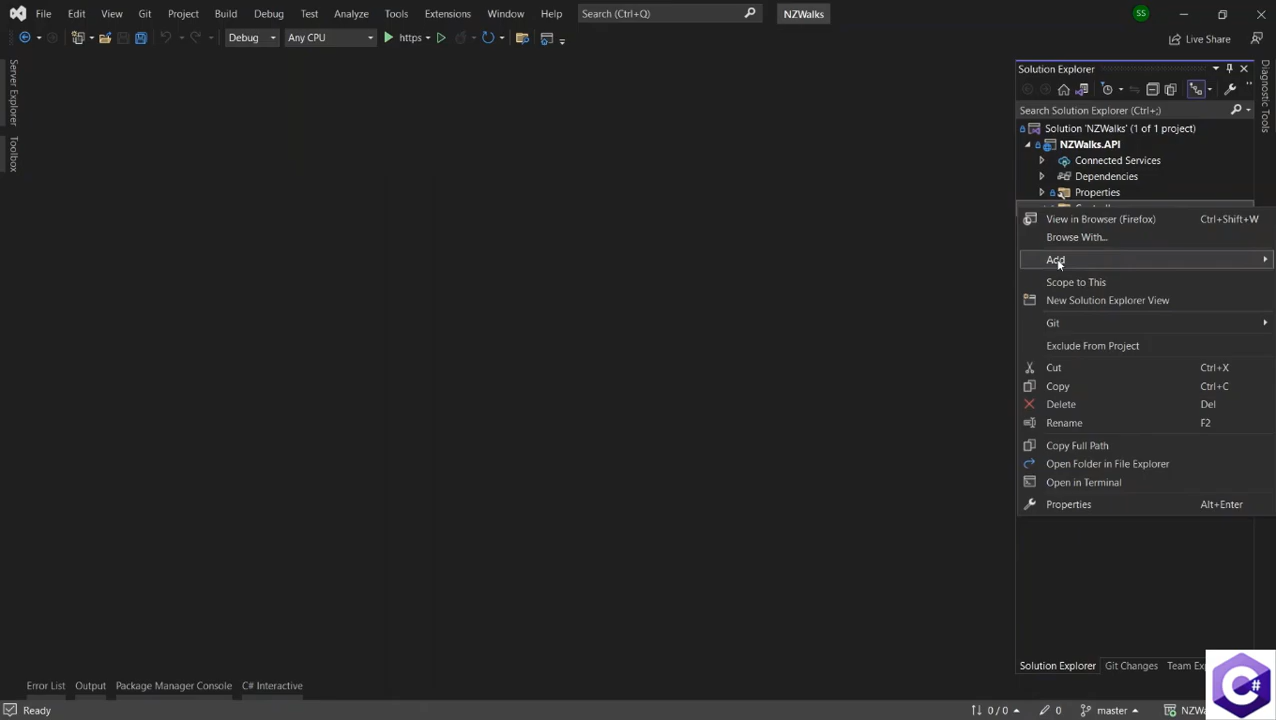 File Edit View Git Project Build Debug Test Analyze Tools Extensions Window Help Search (Ctrl+Q) NZWalks SS
Debug Any CPU https Live Share
Server Explorer
Toolbox
Diagnostic Tools
Solution Explorer
Search Solution Explorer (Ctrl+;)
Solution 'NZWalks' (1 of 1 project)
NZWalks.API
Connected Services
Dependencies
Properties
View in Browser (Firefox) Ctrl+Shift+W
Browse With...
Add
Scope to This
New Solution Explorer View
Git
Exclude From Project
Cut Ctrl+X
Copy Ctrl+C
Delete Del
Rename F2
Copy Full Path
Open Folder in File Explorer
Open in Terminal
Properties Alt+Enter
Solution Explorer Git Changes Team Exp
Error List Output Package Manager Console C# Interactive
Ready 0 / 0 0 master NZWa
C#